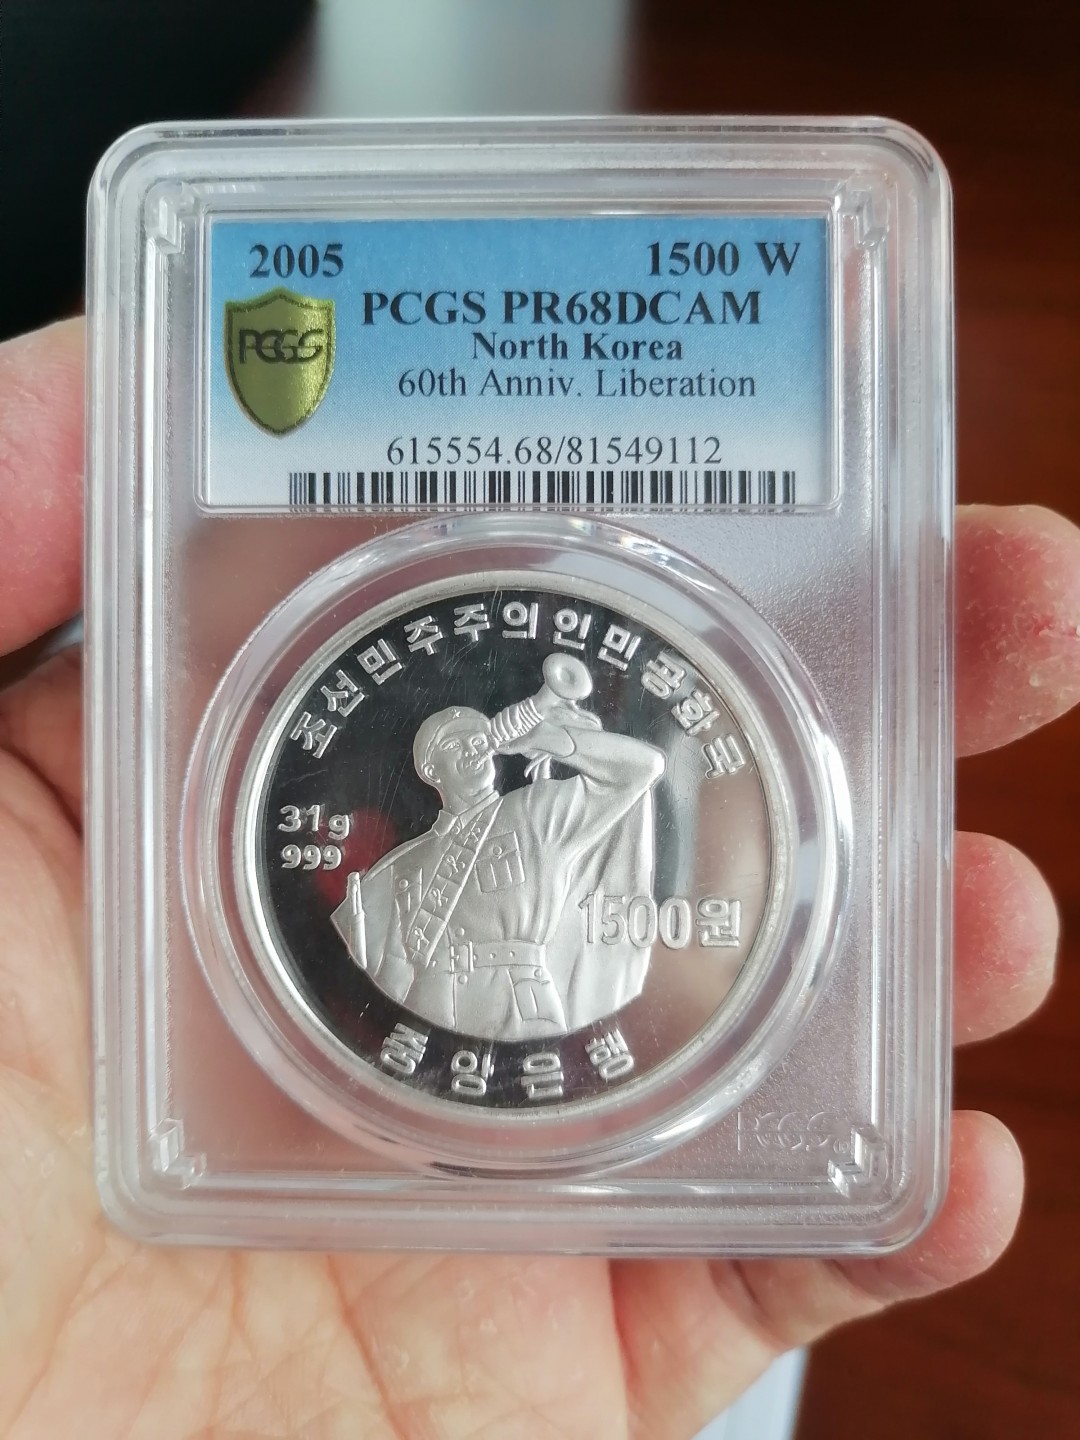 2005 1500 W
PCGS PCGS PR68DCAM
North Korea
60th Anniv. Liberation
615554.68/81549112
조선민주주의인민공화국
31g
999
1500원
중앙은행
PCGS